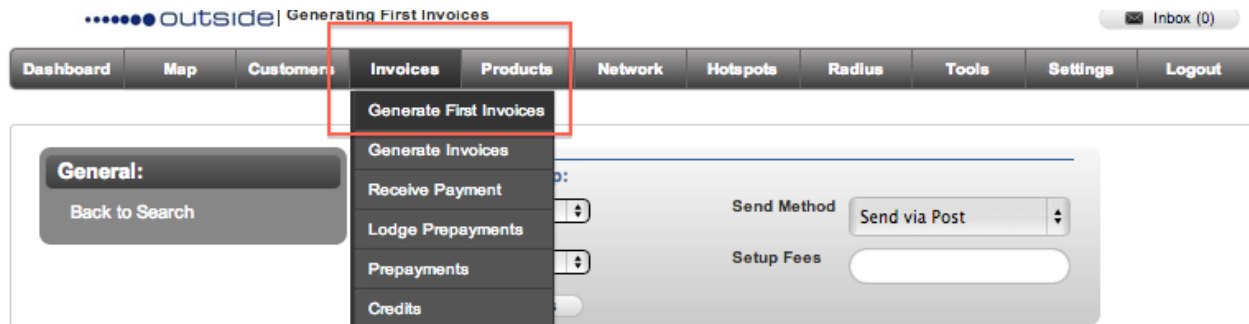 outside| Generating First Invoices
Inbox (0)
Dashboard Map Customers Invoices Products Network Hotspots Radius Tools Settings Logout
Generate First Invoices
General:
Generate Invoices
Back to Search
Receive Payment
Send Method Send via Post
Lodge Prepayments
Setup Fees
Prepayments
Credits